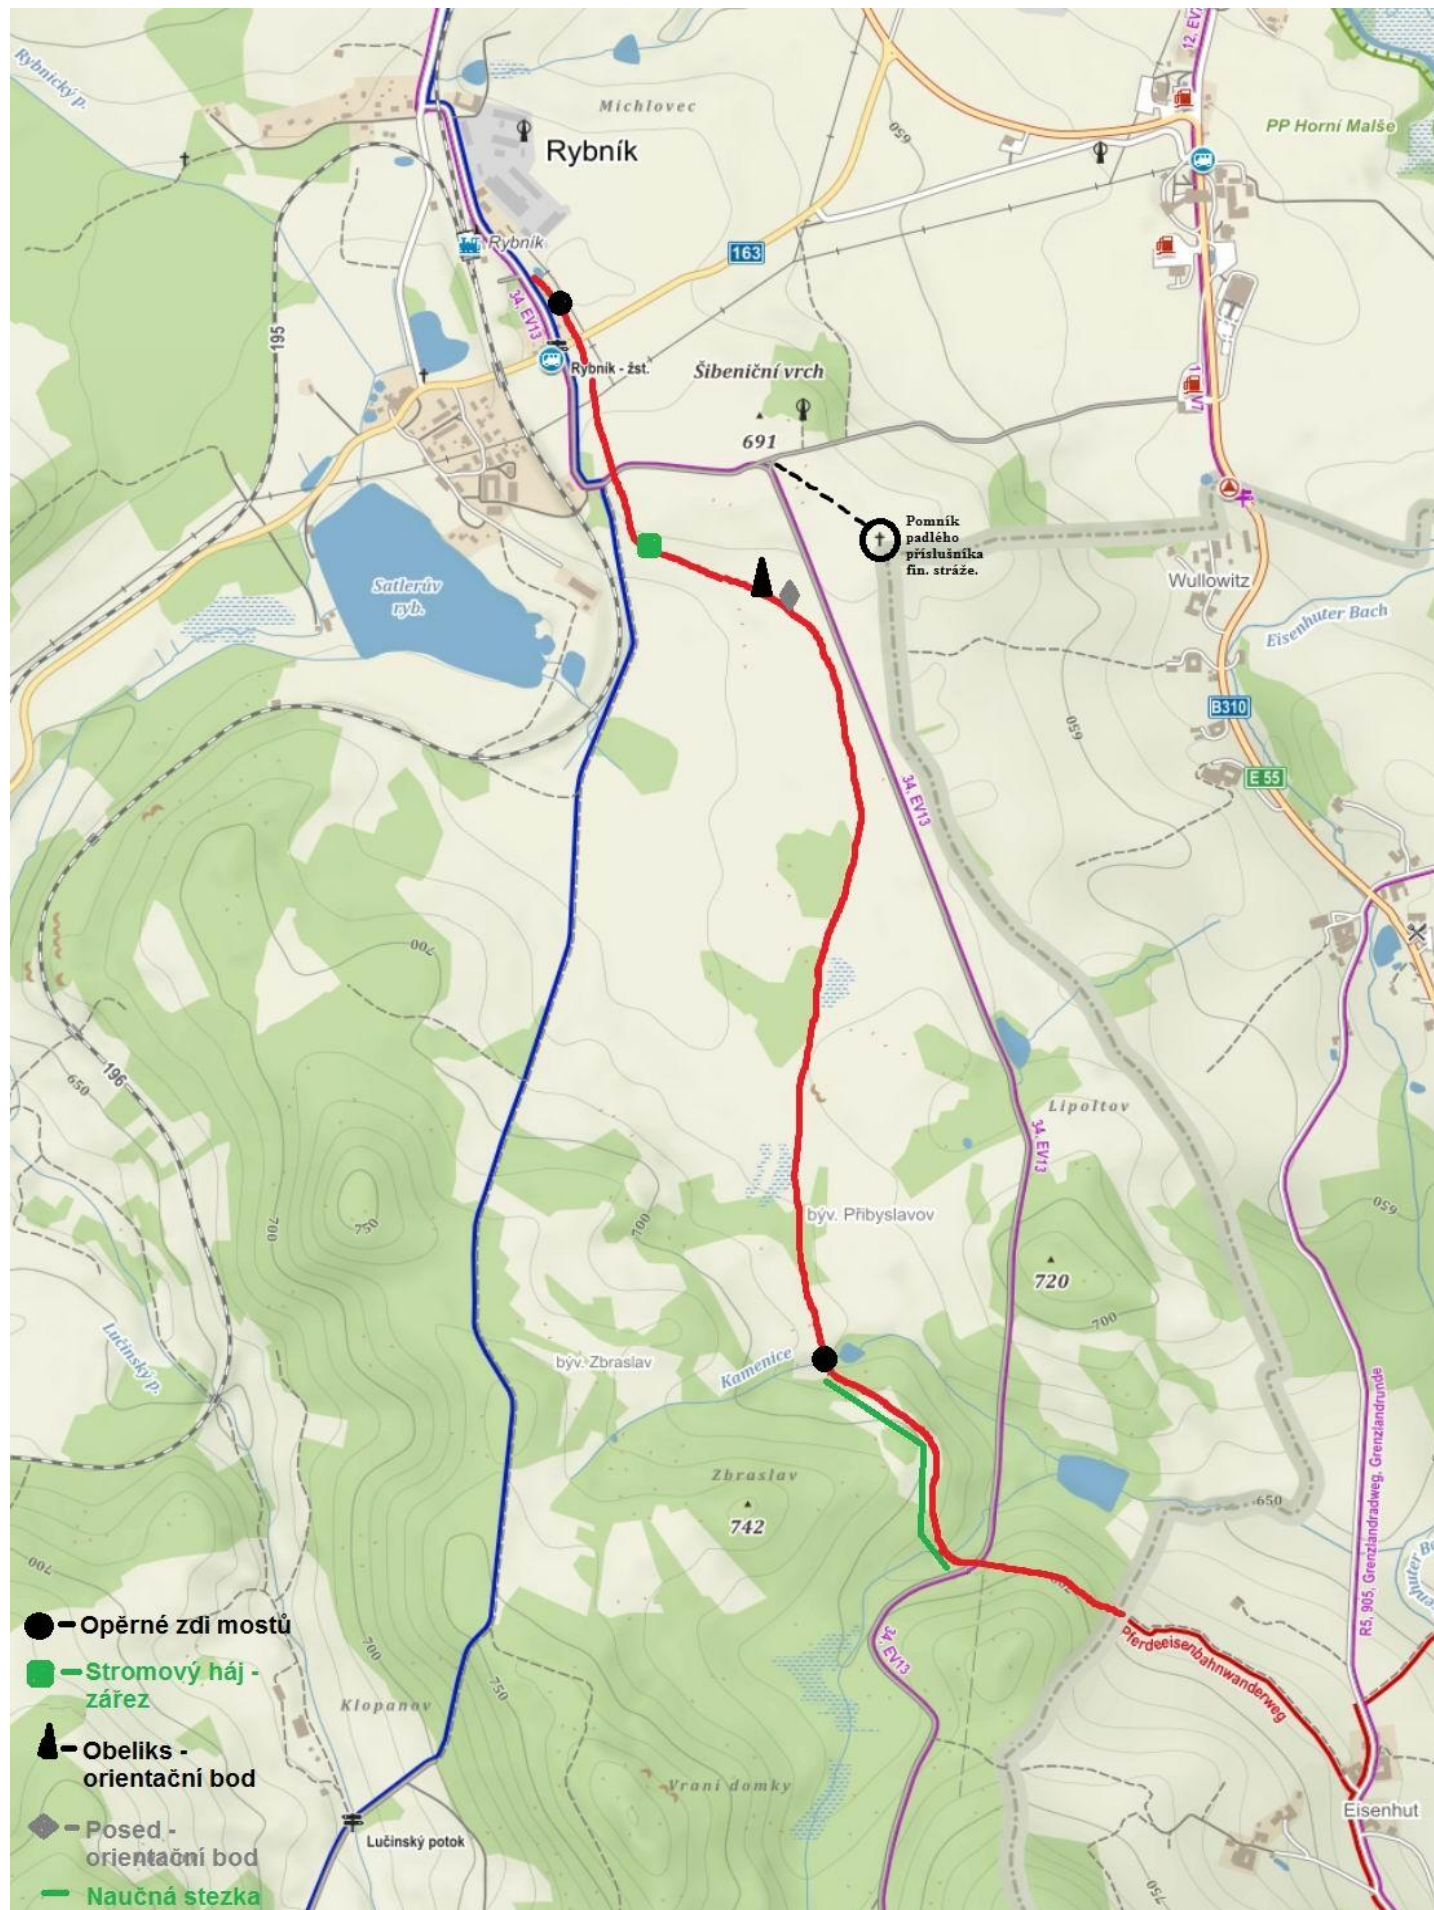 Rybnický p.
Michlovec
650
12, EV7
PP Horní Malše
Rybník
Rybník
163
195
34, EV13
Rybník - žst.
Šibeniční vrch
691
Pomník
padlého
příslušníka
fin. stráže.
Satlerův
ryb.
Wullowitz
Eisenhuter Bach
B310
650
E 55
34, EV13
700
196
650
Lipoltov
34, EV13
700
750
700
býv. Přibyslavov
650
720
700
Lučinský p.
býv. Zbraslav
Kamenice
Zbraslav
742
650
R5, 905, Grenzlandradweg, Grenzlandrunde
700
Pferdeeisenbahnwanderweg
34, EV13
700
750
Klopanov
Vraní domky
Eisenhut
Lučinský potok
750
Opěrné zdi mostů
Stromový háj -
zářez
Obeliks -
orientační bod
Posed -
orientační bod
Naučná stezka